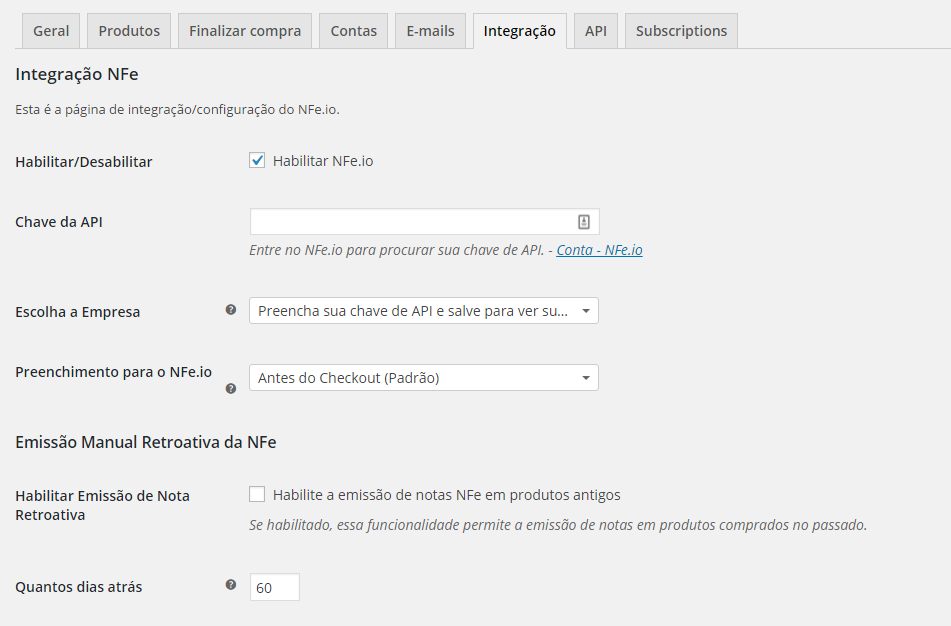 Geral Produtos Finalizar compra Contas E-mails Integração API Subscriptions
Integração NFe
Esta é a página de integração/configuração do NFe.io.
Habilitar/Desabilitar Habilitar NFe.io
Chave da API
Entre no NFe.io para procurar sua chave de API. - Conta - NFe.io
Escolha a Empresa ? Preencha sua chave de API e salve para ver su...
Preenchimento para o NFe.io ? Antes do Checkout (Padrão)
Emissão Manual Retroativa da NFe
Habilitar Emissão de Nota Habilite a emissão de notas NFe em produtos antigos
Retroativa
Se habilitado, essa funcionalidade permite a emissão de notas em produtos comprados no passado.
Quantos dias atrás ? 60